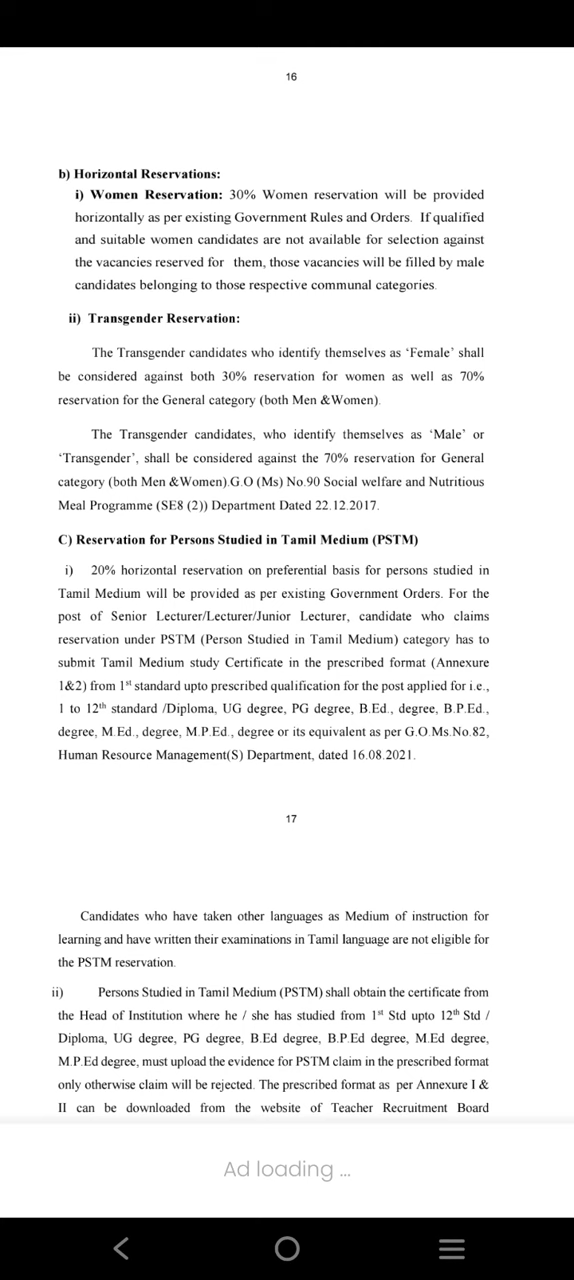 16
b) Horizontal Reservations:
i) Women Reservation: 30% Women reservation will be provided
horizontally as per existing Government Rules and Orders. If qualified
and suitable women candidates are not available for selection against
the vacancies reserved for them, those vacancies will be filled by male
candidates belonging to those respective communal categories.
ii) Transgender Reservation:
The Transgender candidates who identify themselves as ‘Female’ shall
be considered against both 30% reservation for women as well as 70%
reservation for the General category (both Men &Women).
The Transgender candidates, who identify themselves as ‘Male’ or
‘Transgender’, shall be considered against the 70% reservation for General
category (both Men &Women).G.O (Ms) No.90 Social welfare and Nutritious
Meal Programme (SE8 (2)) Department Dated 22.12.2017.
C) Reservation for Persons Studied in Tamil Medium (PSTM)
i) 20% horizontal reservation on preferential basis for persons studied in
Tamil Medium will be provided as per existing Government Orders. For the
post of Senior Lecturer/Lecturer/Junior Lecturer, candidate who claims
reservation under PSTM (Person Studied in Tamil Medium) category has to
submit Tamil Medium study Certificate in the prescribed format (Annexure
1&2) from 1st standard upto prescribed qualification for the post applied for i.e.,
1 to 12th standard /Diploma, UG degree, PG degree, B.Ed., degree, B.P.Ed.,
degree, M.Ed., degree, M.P.Ed., degree or its equivalent as per G.O.Ms.No.82,
Human Resource Management(S) Department, dated 16.08.2021.
17
Candidates who have taken other languages as Medium of instruction for
learning and have written their examinations in Tamil language are not eligible for
the PSTM reservation.
ii) Persons Studied in Tamil Medium (PSTM) shall obtain the certificate from
the Head of Institution where he / she has studied from 1st Std upto 12th Std /
Diploma, UG degree, PG degree, B.Ed degree, B.P.Ed degree, M.Ed degree,
M.P.Ed degree, must upload the evidence for PSTM claim in the prescribed format
only otherwise claim will be rejected. The prescribed format as per Annexure I &
II can be downloaded from the website of Teacher Recruitment Board
Ad loading ...